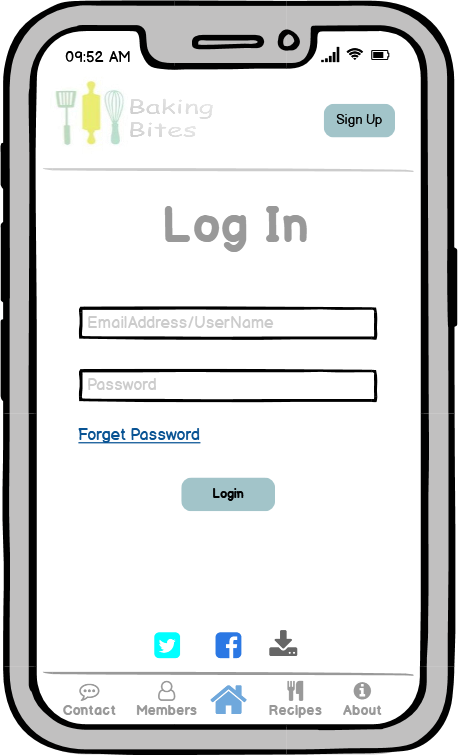 09:52 AM
Baking
Bites
Sign Up
Log In
EmailAddress/UserName
Password
Forget Password
Login
Contact Members Recipes About